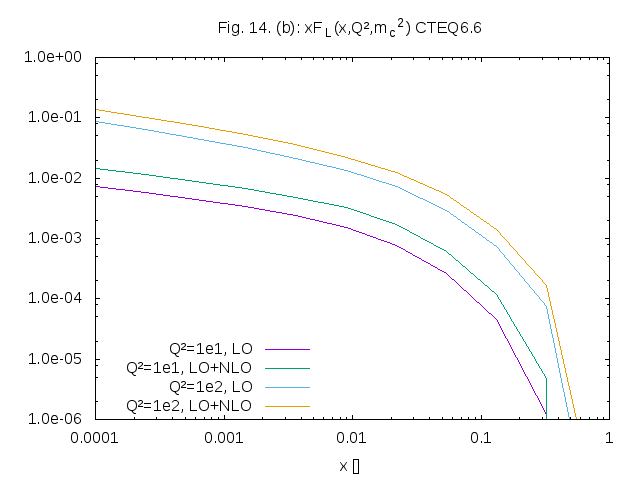 Fig. 14. (b): xF_L(x,Q²,m_c^2) CTEQ6.6
1.0e+00
1.0e-01
1.0e-02
1.0e-03
1.0e-04
1.0e-05
1.0e-06
Q²=1e1, LO
Q²=1e1, LO+NLO
Q²=1e2, LO
Q²=1e2, LO+NLO
0.0001 0.001 0.01 0.1 1
x []